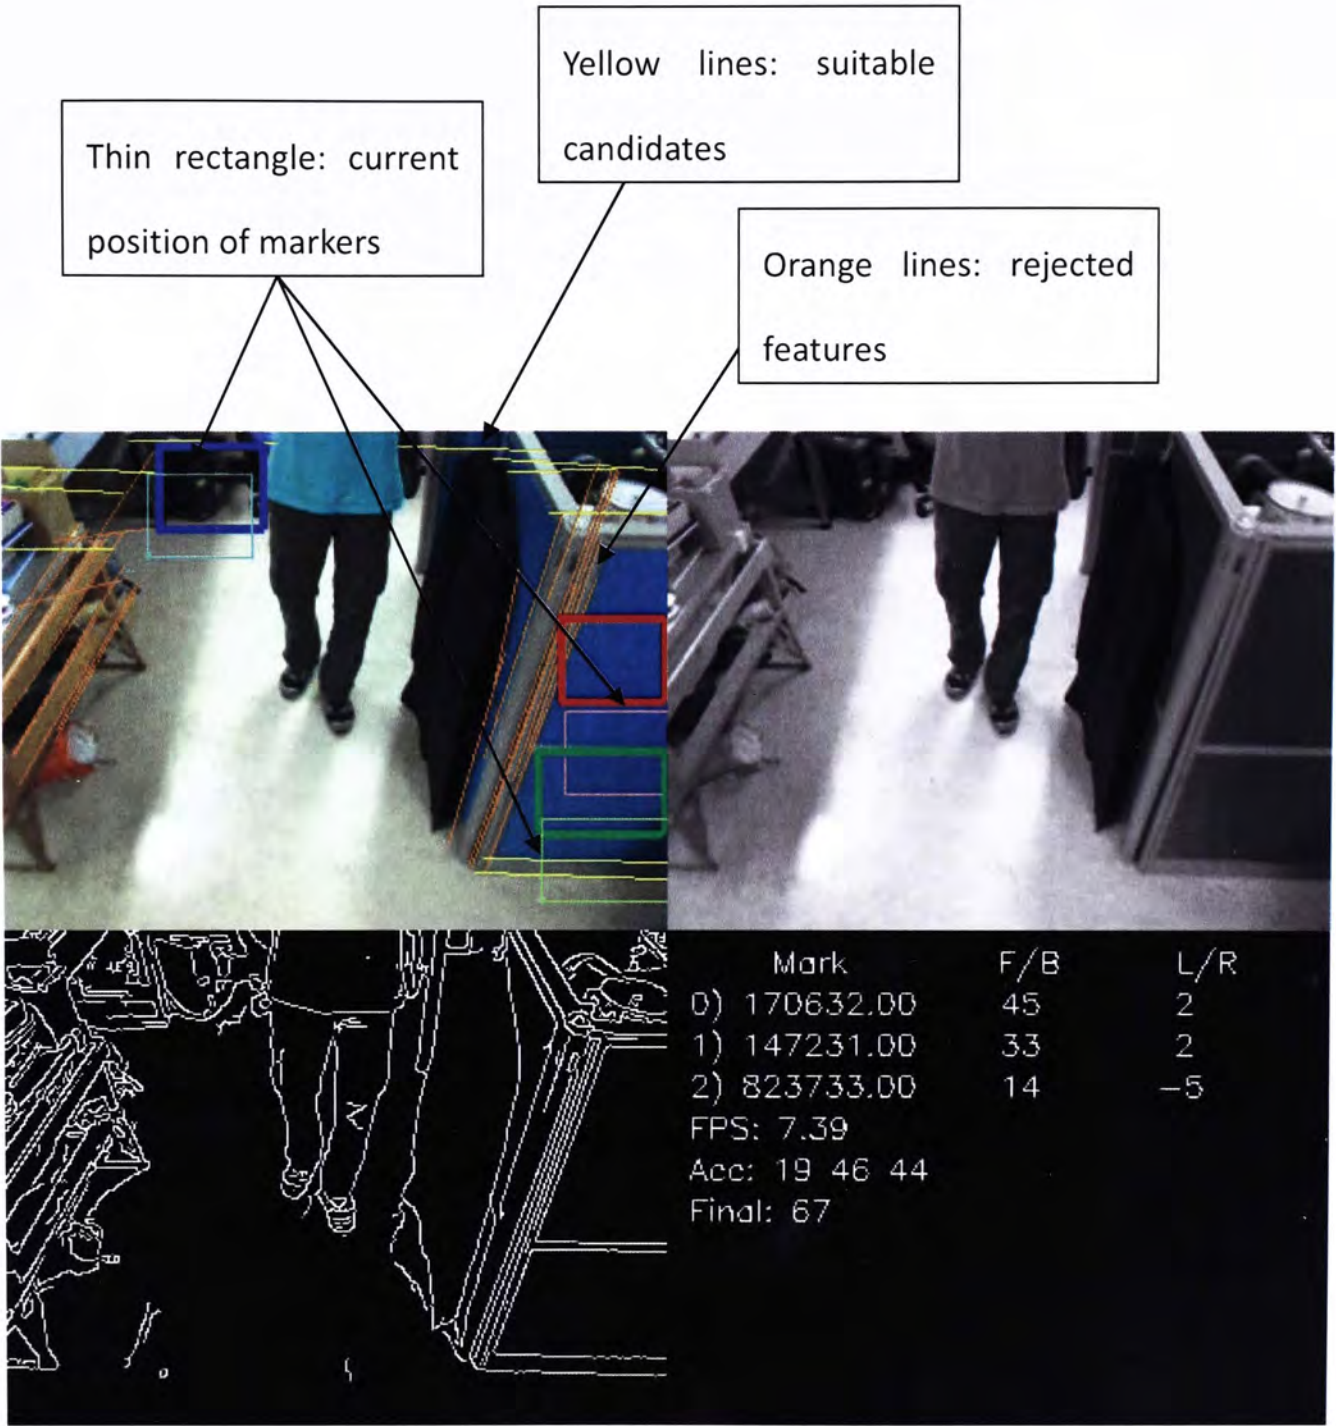 Yellow lines: suitable
candidates
Thin rectangle: current
position of markers
Orange lines: rejected
features
Mark F/B L/R
0) 170632.00 45 2
1) 147231.00 33 2
2) 823733.00 14 -5
FPS: 7.39
Acc: 19 46 44
Final: 67